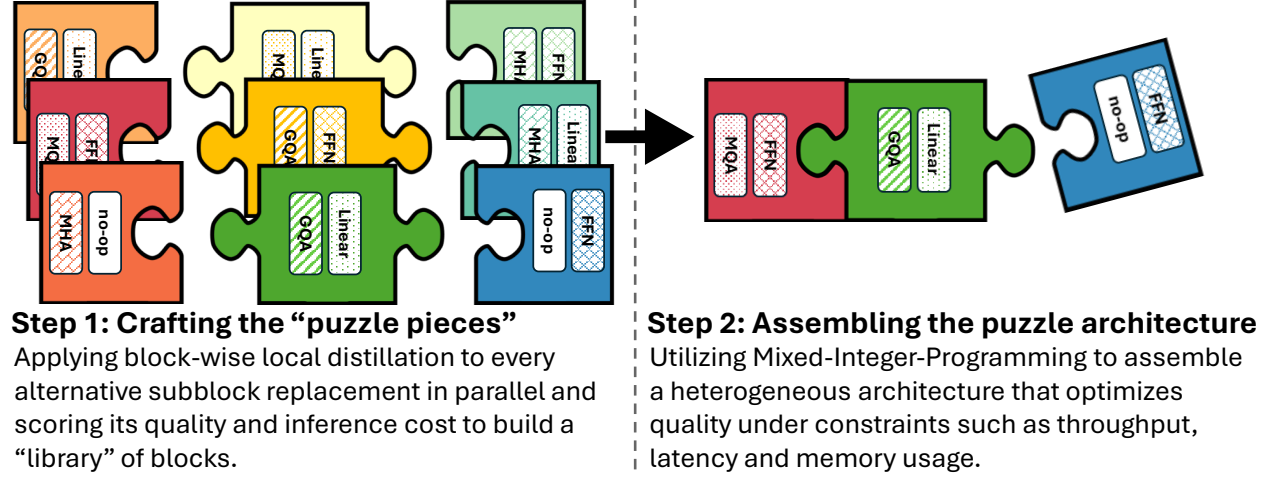 GQA
Line
MQ
Line
MHA
FFN
MQ
FF
GQA
FFN
MHA
Linea
MHA
no-op
GQA
Linear
no-op
FFN
MQA
FFN
GQA
Linear
no-op
FFN
Step 1: Crafting the “puzzle pieces”
Applying block-wise local distillation to every
alternative subblock replacement in parallel and
scoring its quality and inference cost to build a
“library” of blocks.
Step 2: Assembling the puzzle architecture
Utilizing Mixed-Integer-Programming to assemble
a heterogeneous architecture that optimizes
quality under constraints such as throughput,
latency and memory usage.